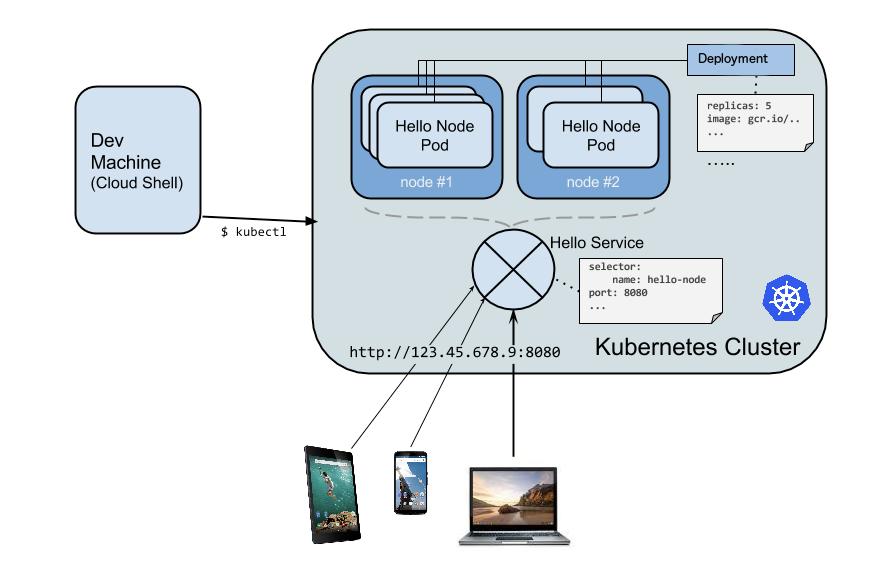 Deployment
replicas: 5
image: gcr.io/..
...
.....
Dev
Machine
(Cloud Shell)
Hello Node
Pod
node #1
Hello Node
Pod
node #2
$ kubectl
Hello Service
selector:
name: hello-node
port: 8080
...
http://123.45.678.9:8080
Kubernetes Cluster